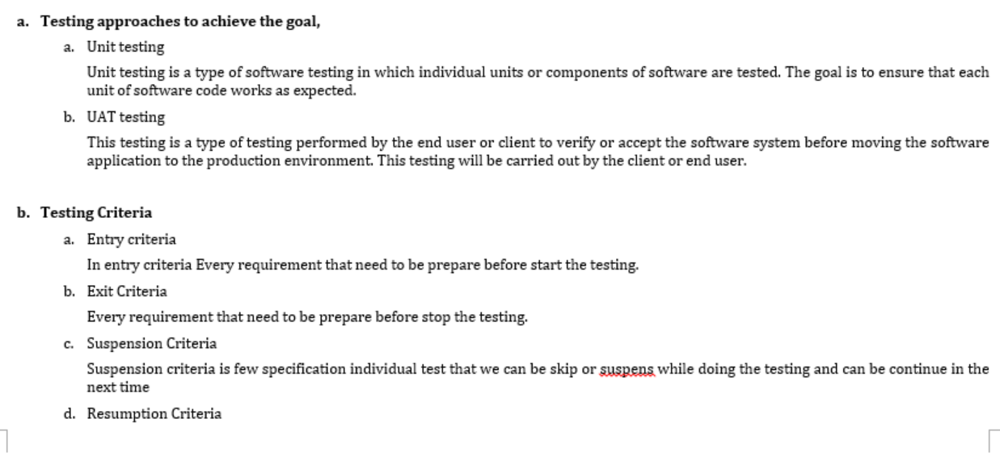 a. Testing approaches to achieve the goal,
a. Unit testing
Unit testing is a type of software testing in which individual units or components of software are tested. The goal is to ensure that each
unit of software code works as expected.
b. UAT testing
This testing is a type of testing performed by the end user or client to verify or accept the software system before moving the software
application to the production environment. This testing will be carried out by the client or end user.
b. Testing Criteria
a. Entry criteria
In entry criteria Every requirement that need to be prepare before start the testing.
b. Exit Criteria
Every requirement that need to be prepare before stop the testing.
c. Suspension Criteria
Suspension criteria is few specification individual test that we can be skip or suspens while doing the testing and can be continue in the
next time
d. Resumption Criteria